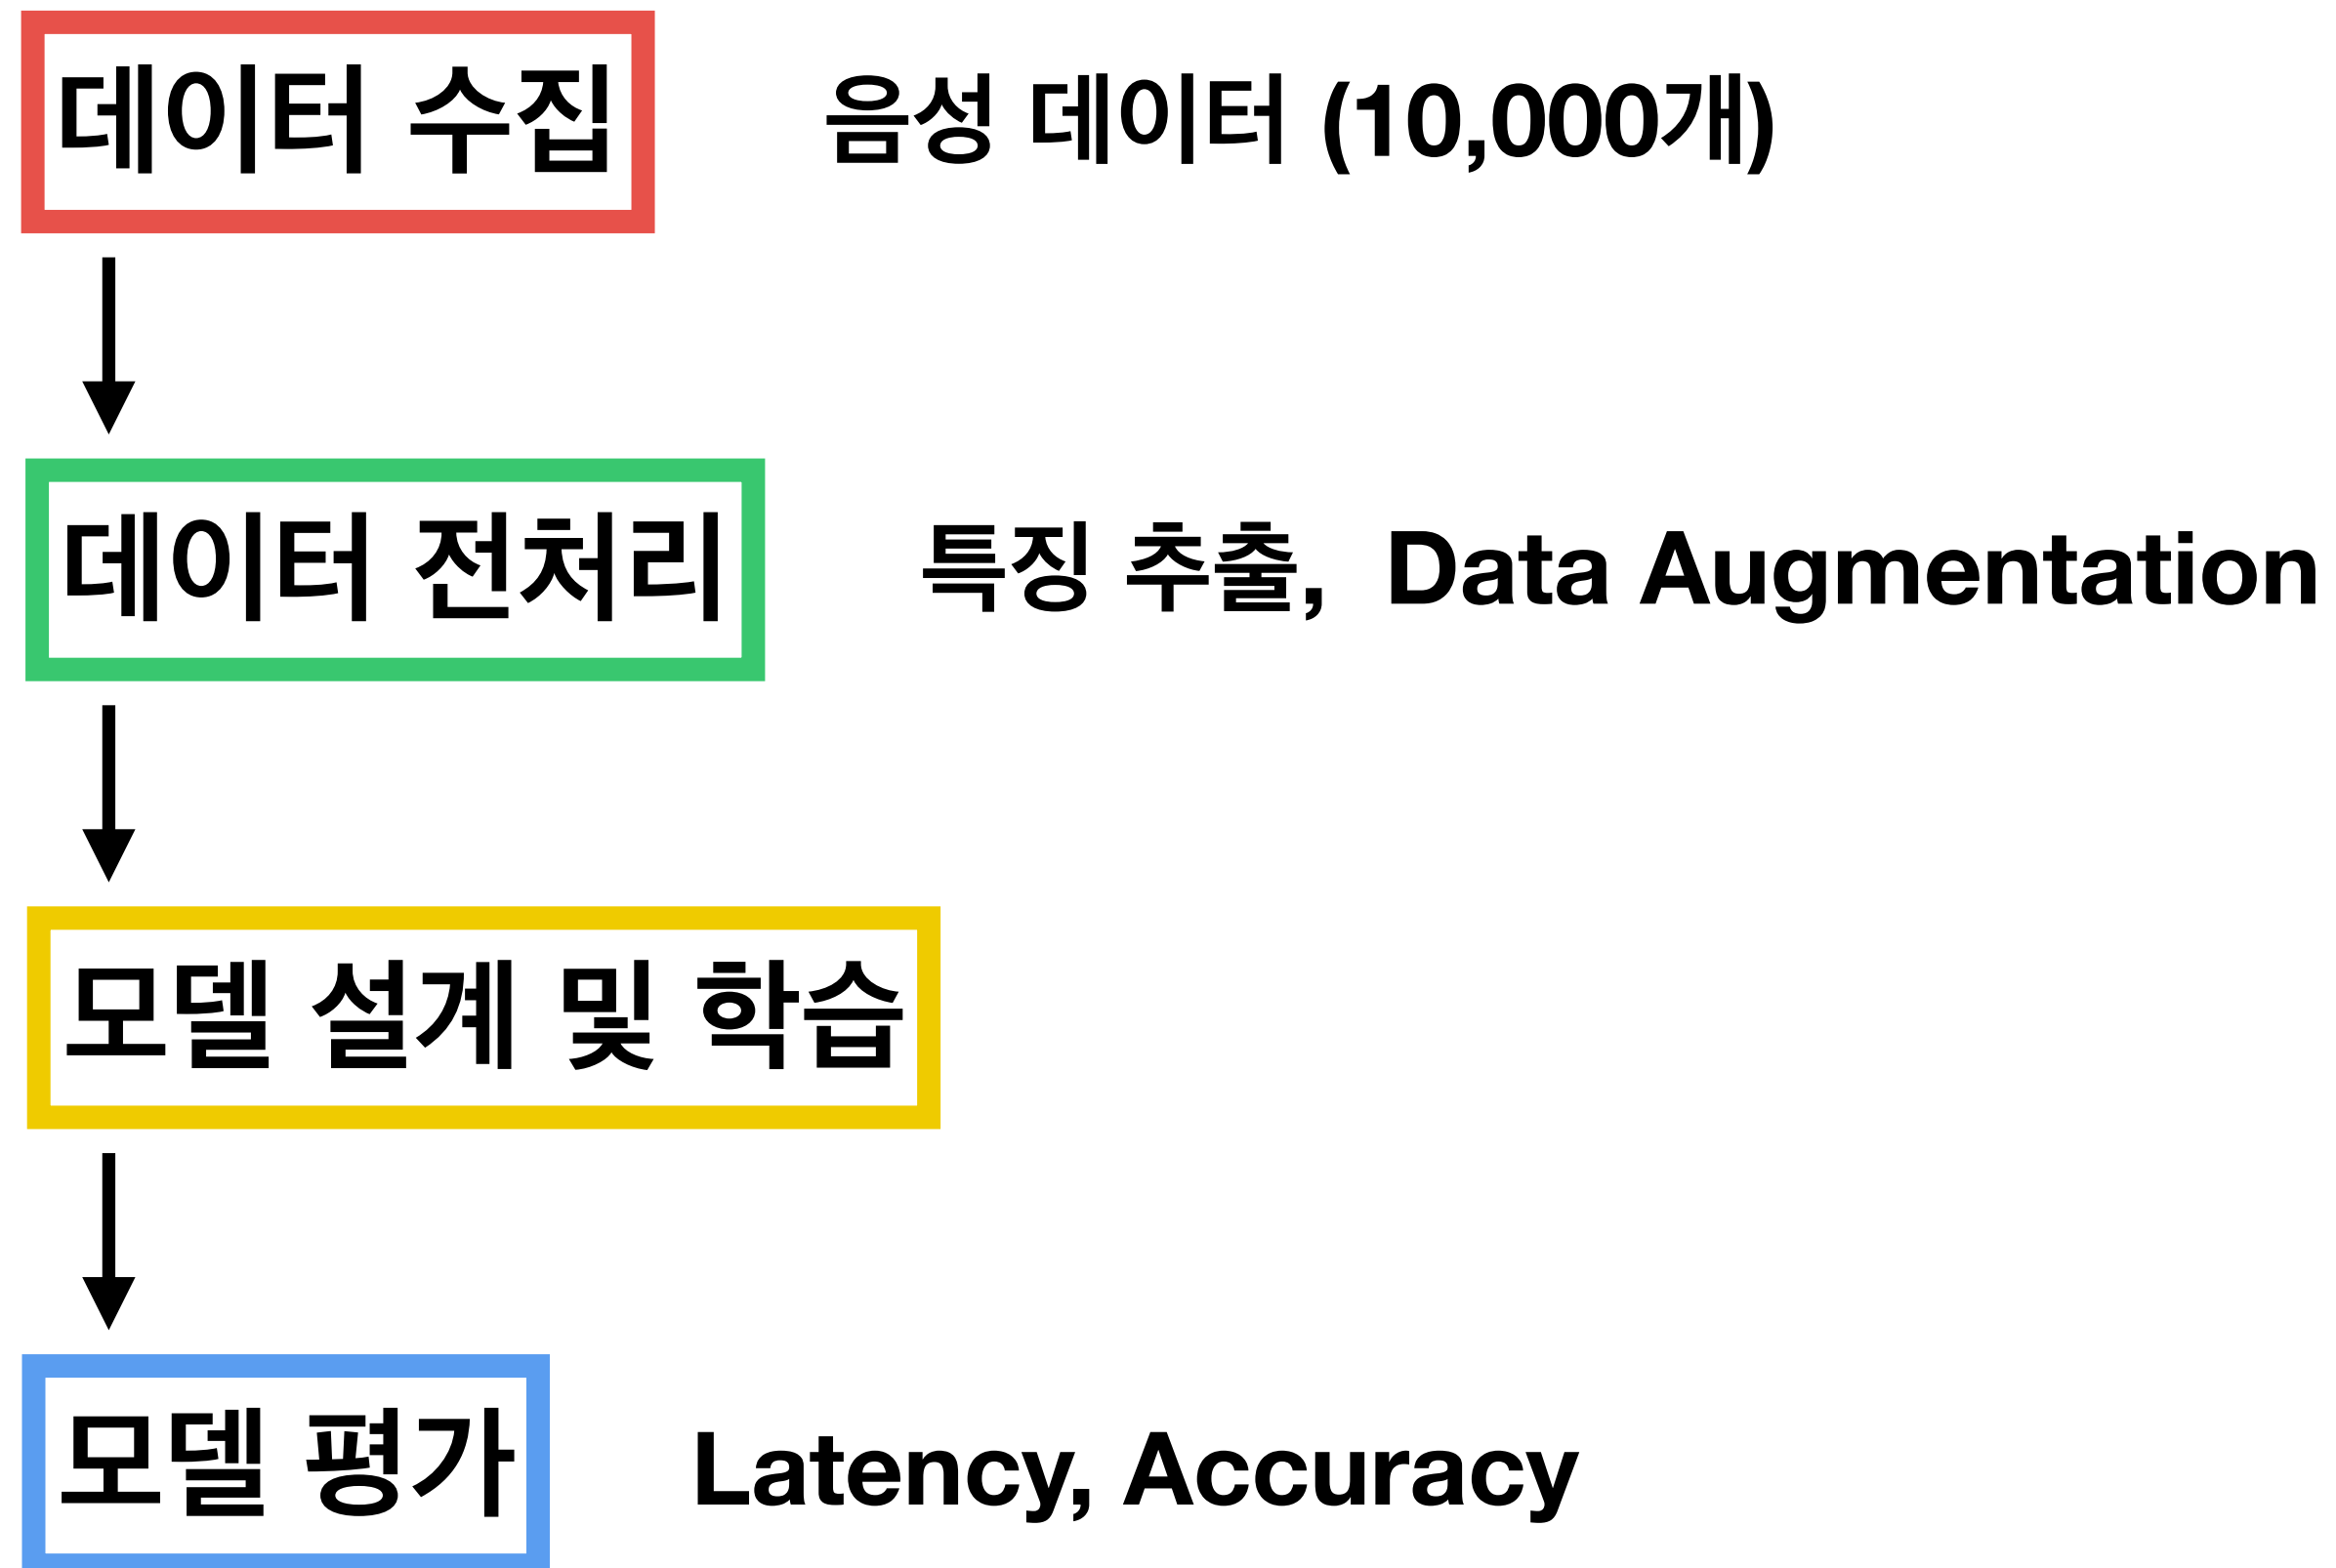 데이터 수집 음성 데이터 (10,000개)
데이터 전처리 특징 추출, Data Augmentation
모델 설계 및 학습
모델 평가 Latency, Accuracy